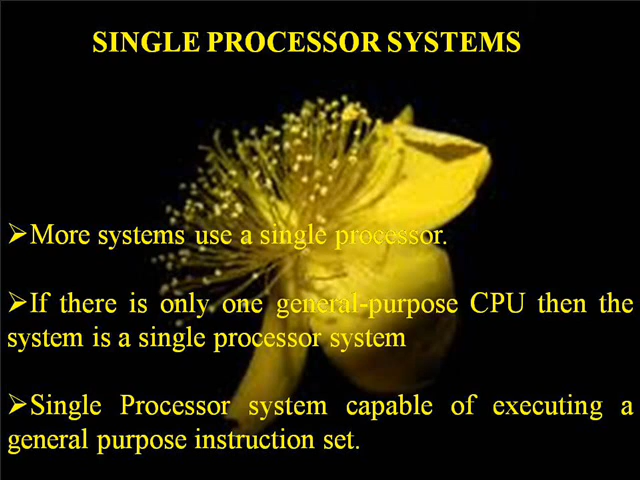 SINGLE PROCESSOR SYSTEMS
➢More systems use a single processor.
➢If there is only one general-purpose CPU then the
system is a single processor system
➢Single Processor system capable of executing a
general purpose instruction set.